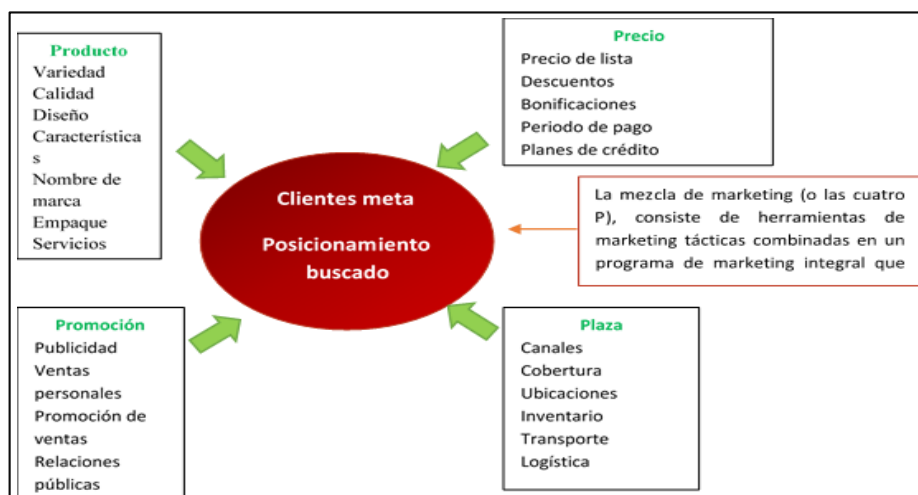 Producto
Variedad
Calidad
Diseño
Característica
s
Nombre de
marca
Empaque
Servicios
Precio
Precio de lista
Descuentos
Bonificaciones
Periodo de pago
Planes de crédito
Clientes meta
Posicionamiento
buscado
La mezcla de marketing (o las cuatro
P), consiste de herramientas de
marketing tácticas combinadas en un
programa de marketing integral que
Promoción
Publicidad
Ventas
personales
Promoción de
ventas
Relaciones
públicas
Plaza
Canales
Cobertura
Ubicaciones
Inventario
Transporte
Logística